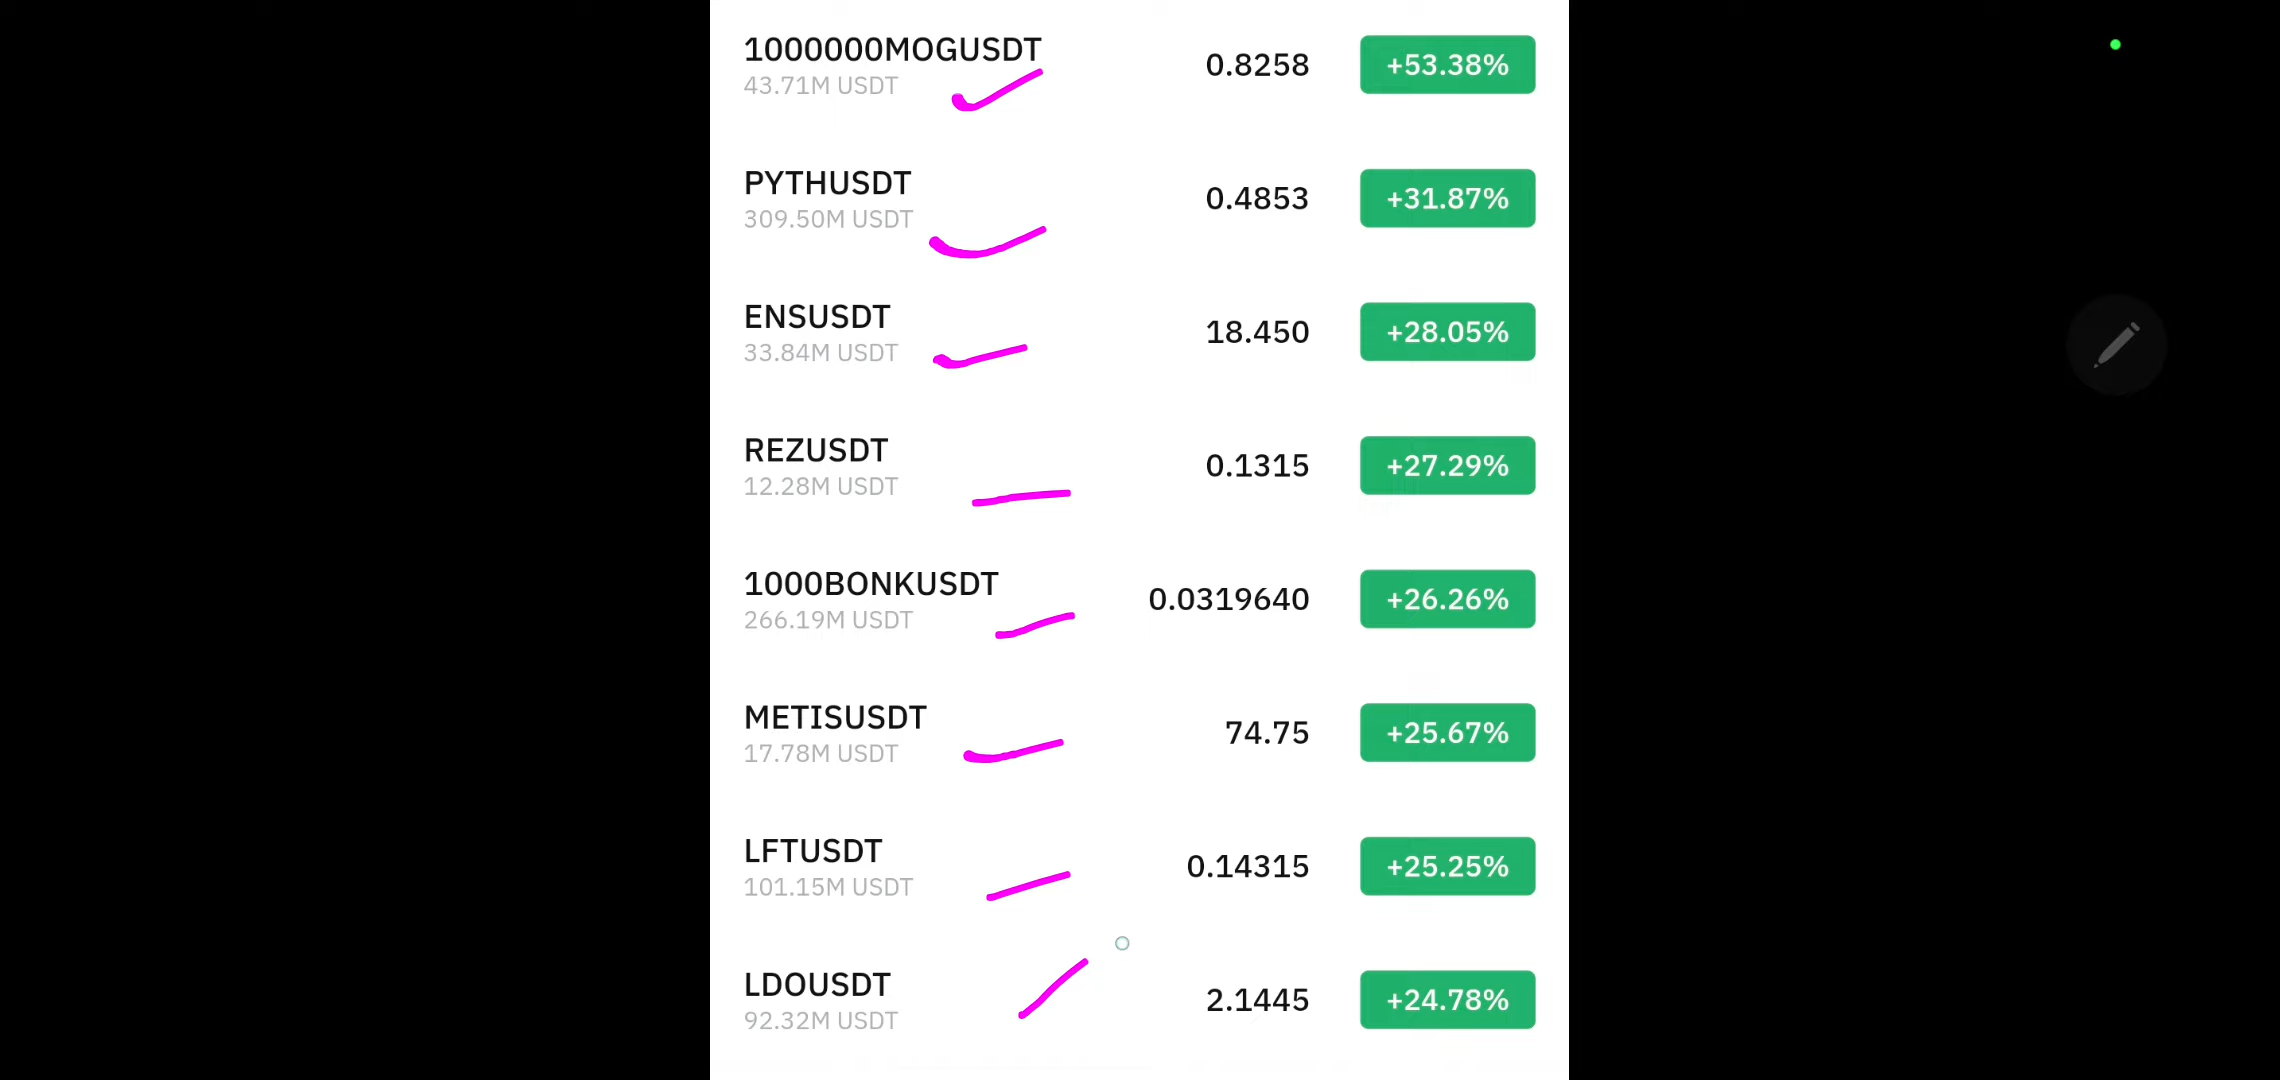 1000000MOGUSDT
43.71M USDT
0.8258
+53.38%
PYTHUSDT
309.50M USDT
0.4853
+31.87%
ENSUSDT
33.84M USDT
18.450
+28.05%
REZUSDT
12.28M USDT
0.1315
+27.29%
1000BONKUSDT
266.19M USDT
0.0319640
+26.26%
METISUSDT
17.78M USDT
74.75
+25.67%
LFTUSDT
101.15M USDT
0.14315
+25.25%
LDOUSDT
92.32M USDT
2.1445
+24.78%